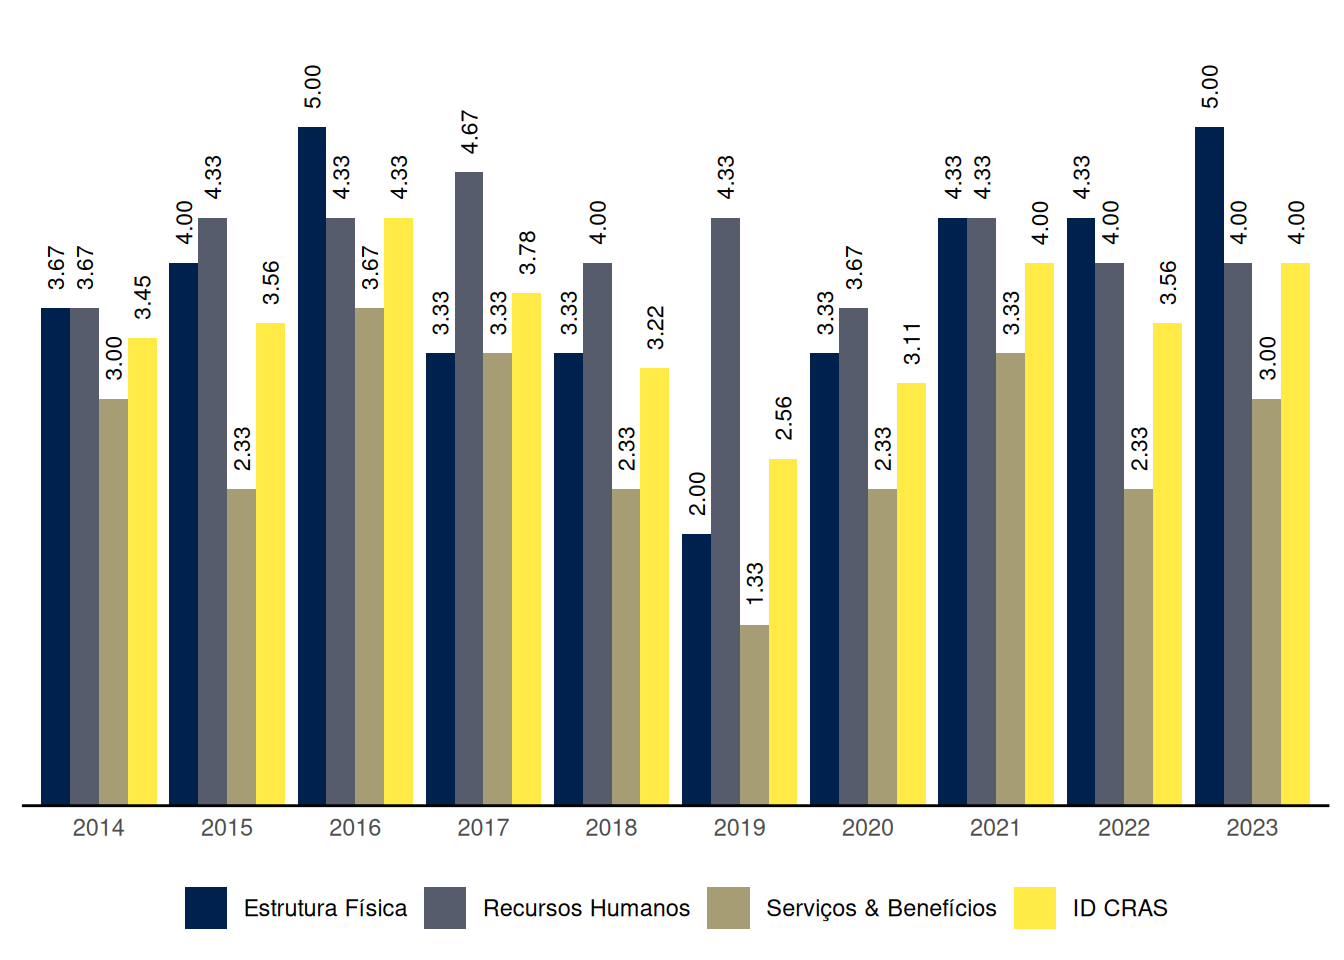 3.67 3.67 3.00 3.45
4.00 4.33 2.33 3.56
5.00 4.33 3.67 4.33
3.33 4.67 3.33 3.78
3.33 4.00 2.33 3.22
2.00 4.33 1.33 2.56
3.33 3.67 2.33 3.11
4.33 4.33 3.33 4.00
4.33 4.00 2.33 3.56
5.00 4.00 3.00 4.00
2014 2015 2016 2017 2018 2019 2020 2021 2022 2023
Estrutura Física Recursos Humanos Serviços & Benefícios ID CRAS